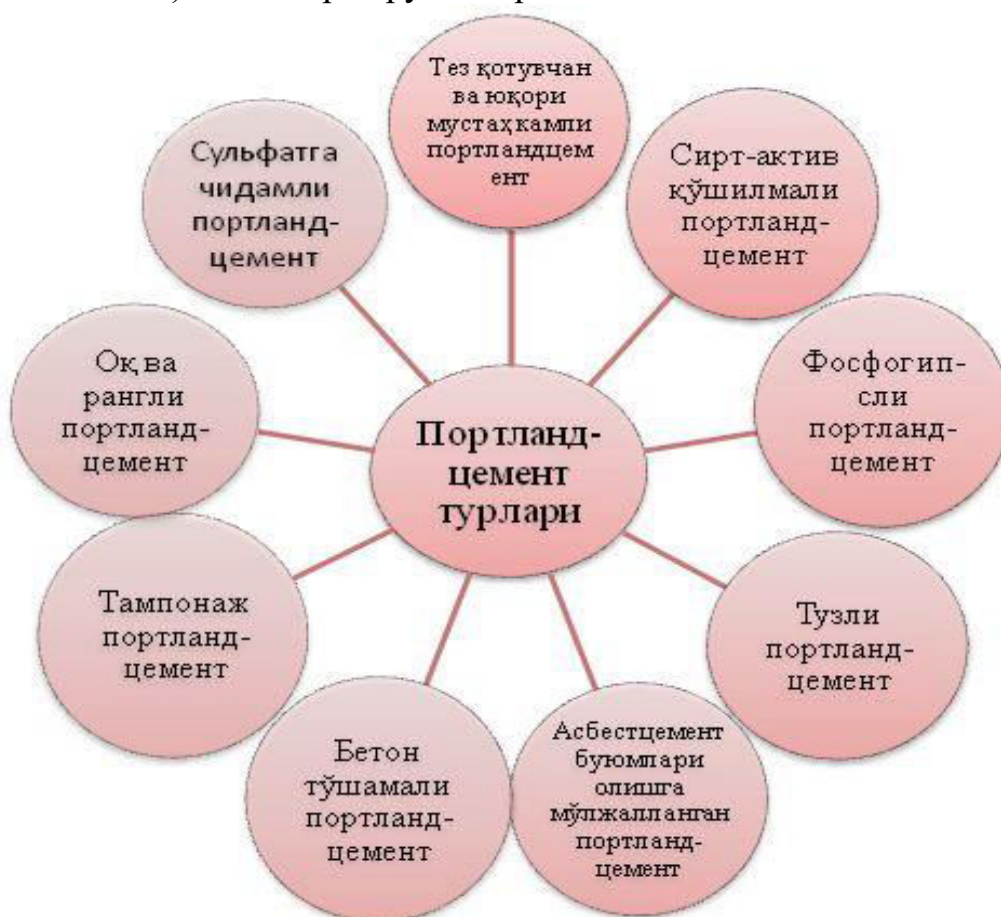 Тез қотувчан
ва юқори
мустаҳкамли
портландцем
ент
Сирт-актив
қўшилмали
портланд-
цемент
Фосфогип-
сли
портланд-
цемент
Тузли
портланд-
цемент
Асбестцемент
буюмлари
олишга
мўлжалланган
портланд-
цемент
Бетон
тўшамали
портланд-
цемент
Тампонаж
портланд-
цемент
Оқ ва
рангли
портланд-
цемент
Сульфатга
чидамли
портланд-
цемент
Портланд-
цемент
турлари